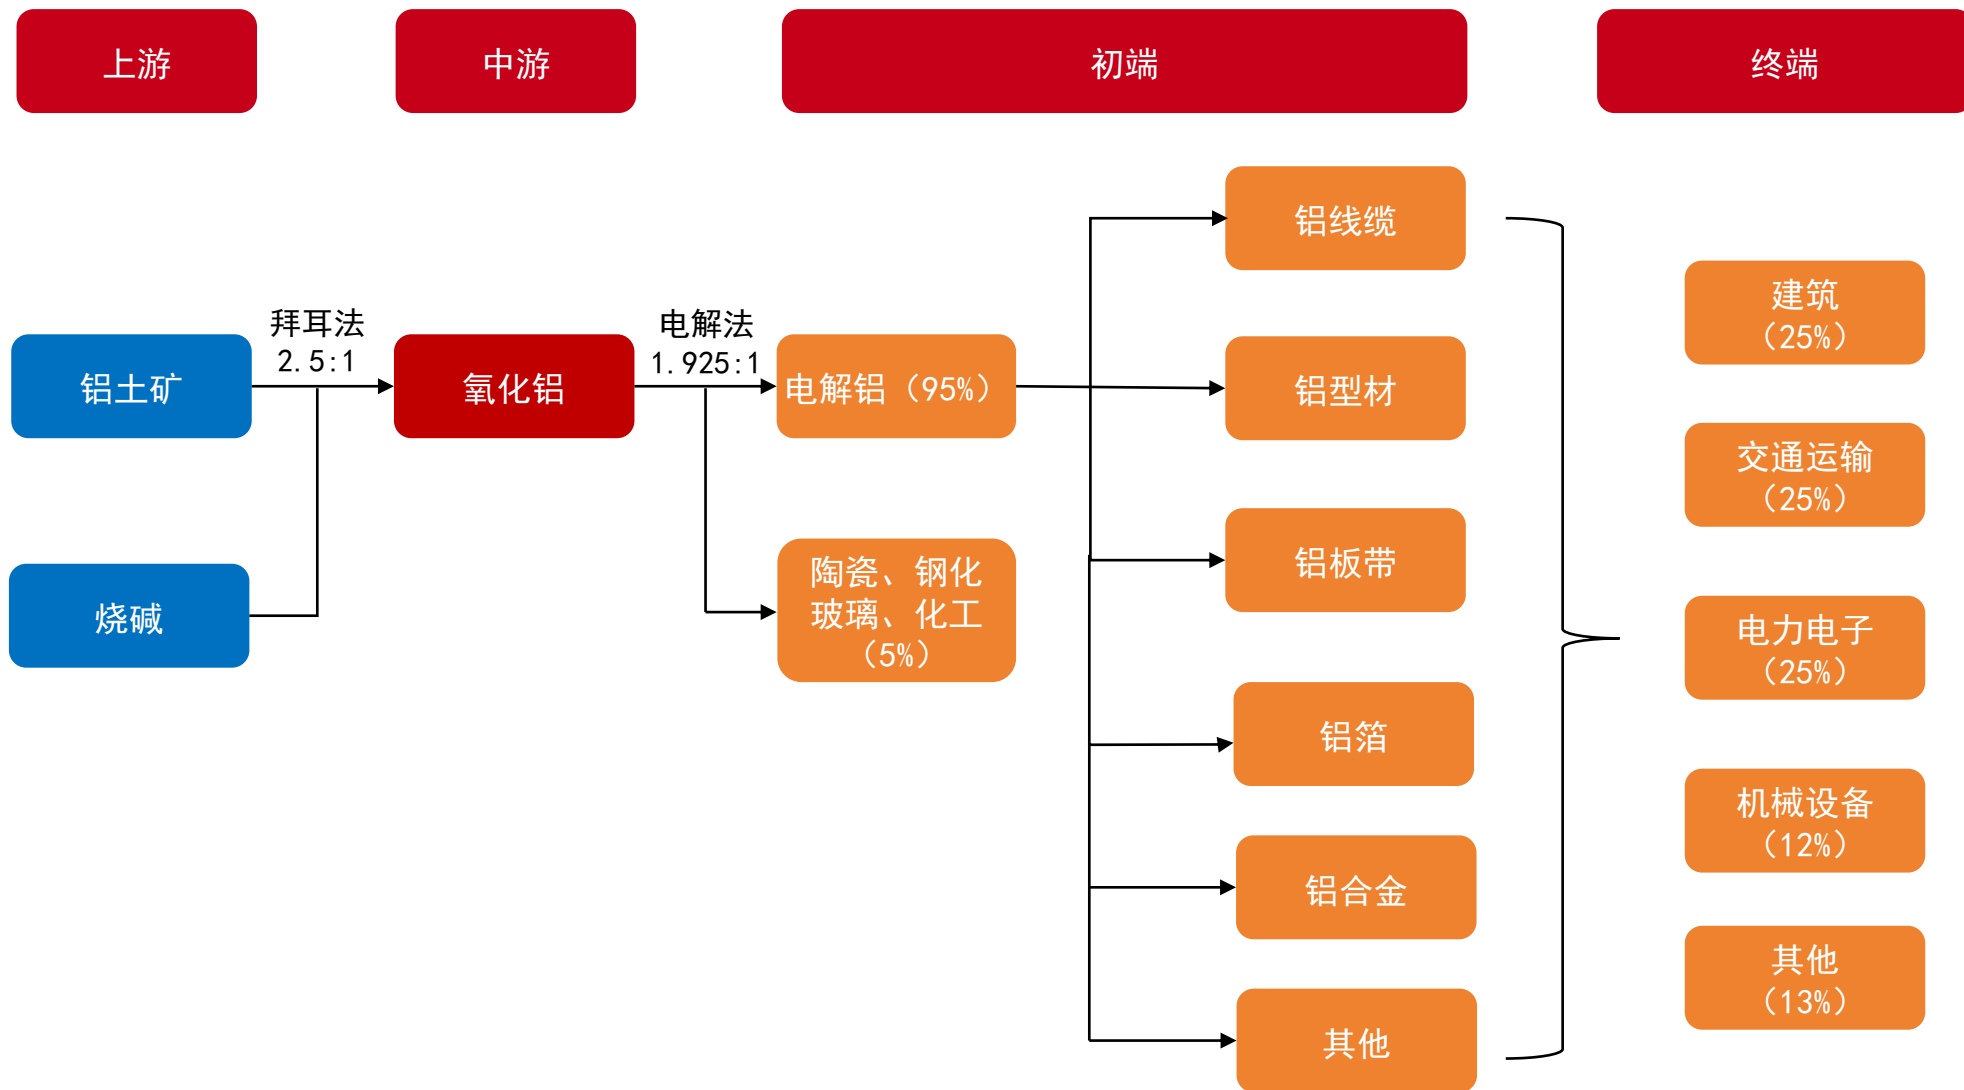 上游
中游
初端
终端
铝土矿
烧碱
拜耳法
2.5:1
氧化铝
电解法
1.925:1
电解铝（95%）
陶瓷、钢化
玻璃、化工
（5%）
铝线缆
铝型材
铝板带
铝箔
铝合金
其他
建筑
（25%）
交通运输
（25%）
电力电子
（25%）
机械设备
（12%）
其他
（13%）